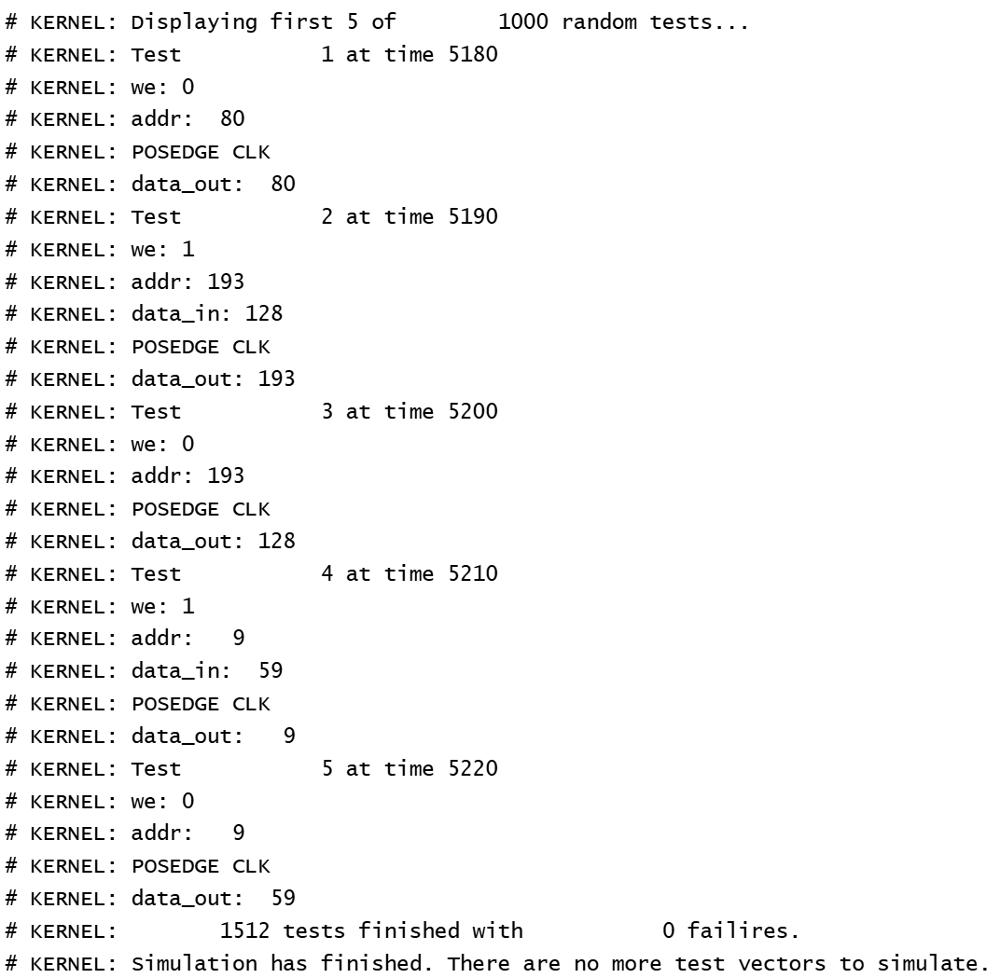 # KERNEL: Displaying first 5 of        1000 random tests...
# KERNEL: Test           1 at time 5180
# KERNEL: we: 0
# KERNEL: addr:  80
# KERNEL: POSEDGE CLK
# KERNEL: data_out:  80
# KERNEL: Test           2 at time 5190
# KERNEL: we: 1
# KERNEL: addr: 193
# KERNEL: data_in: 128
# KERNEL: POSEDGE CLK
# KERNEL: data_out: 193
# KERNEL: Test           3 at time 5200
# KERNEL: we: 0
# KERNEL: addr: 193
# KERNEL: POSEDGE CLK
# KERNEL: data_out: 128
# KERNEL: Test           4 at time 5210
# KERNEL: we: 1
# KERNEL: addr:   9
# KERNEL: data_in:  59
# KERNEL: POSEDGE CLK
# KERNEL: data_out:   9
# KERNEL: Test           5 at time 5220
# KERNEL: we: 0
# KERNEL: addr:   9
# KERNEL: POSEDGE CLK
# KERNEL: data_out:  59
# KERNEL:        1512 tests finished with           0 failires.
# KERNEL: Simulation has finished. There are no more test vectors to simulate.